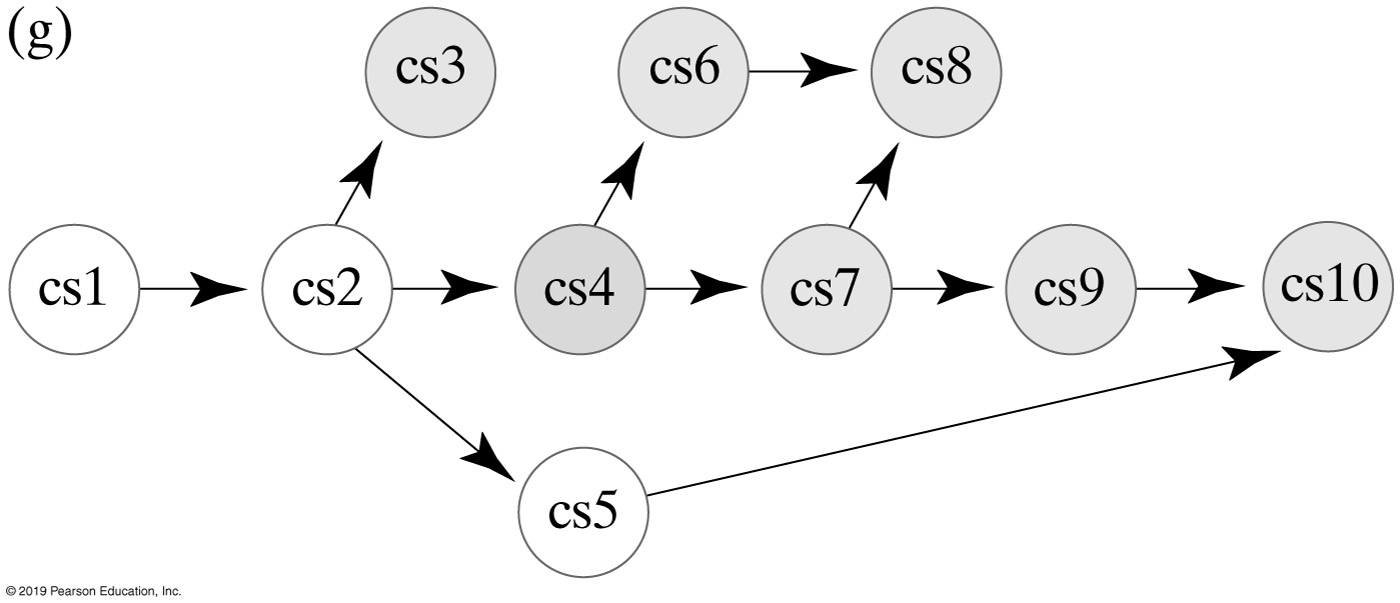 (g)
cs3
cs6
cs8
cs1
cs2
cs4
cs7
cs9
cs10
cs5
© 2019 Pearson Education, Inc.